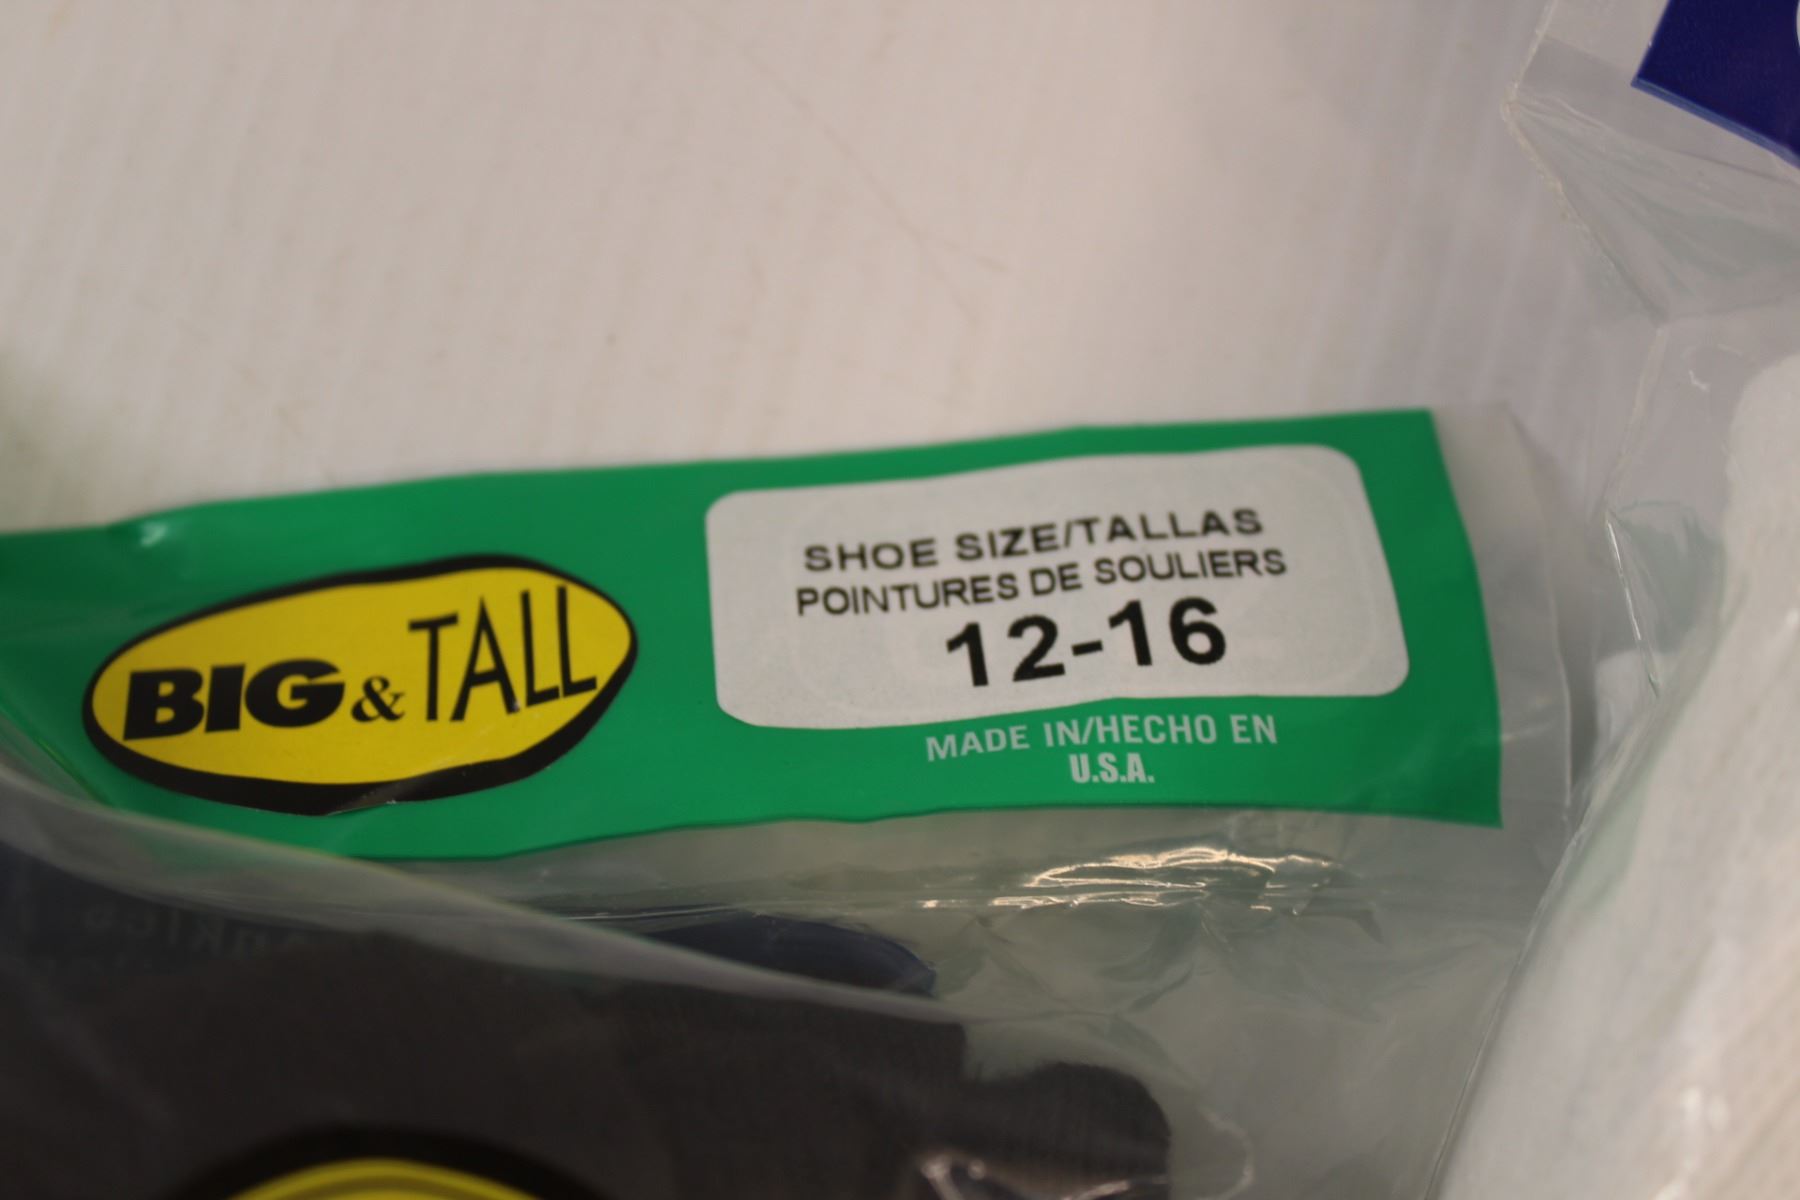 BIG & TALL
SHOE SIZE/TALLAS
POINTURES DE SOULIERS
12-16
MADE IN/HECHO EN
U.S.A.